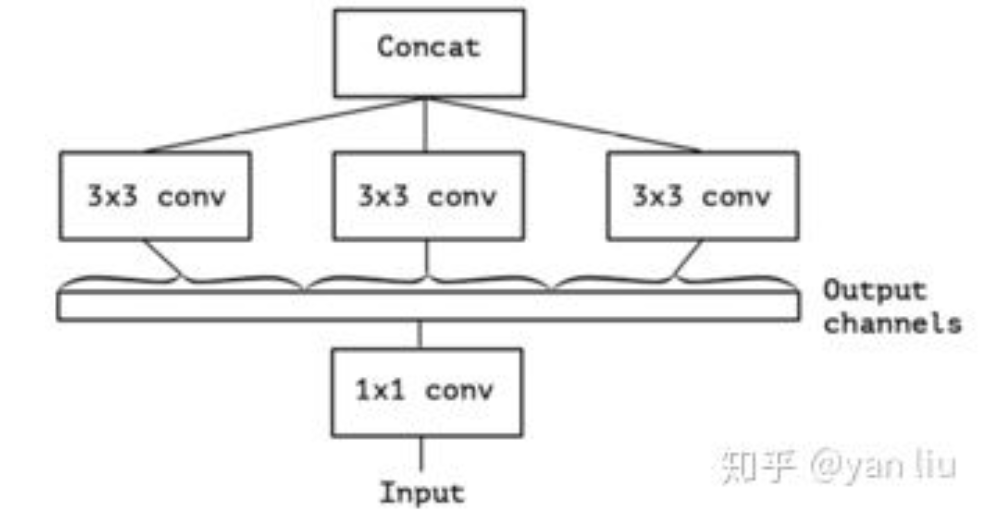 Concat
3x3 conv
3x3 conv
3x3 conv
Output
channels
1x1 conv
Input
知乎 @yan liu